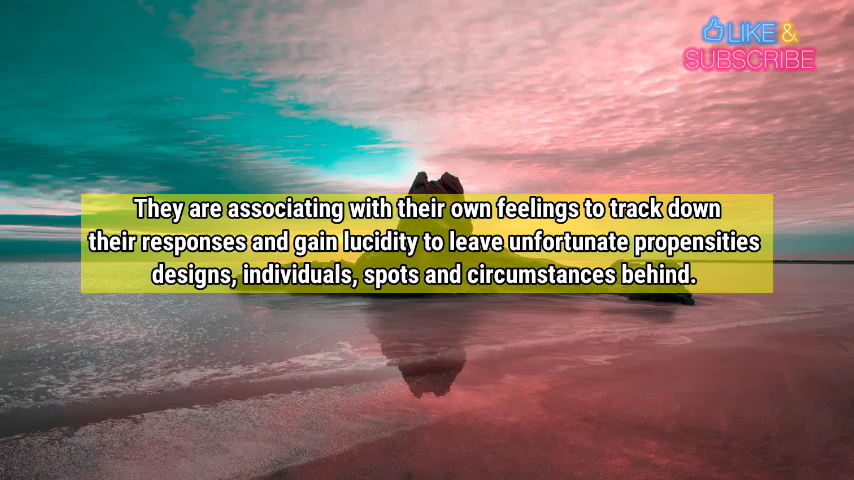 LIKE &
SUBSCRIBE
They are associating with their own feelings to track down
their responses and gain lucidity to leave unfortunate propensities
designs, individuals, spots and circumstances behind.